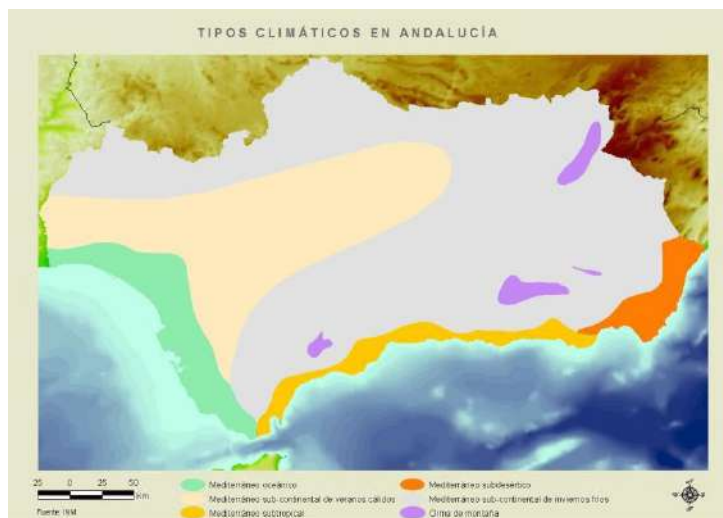 TIPOS CLIMÁTICOS EN ANDALUCÍA
25 0 25 50
Km
Fuente: INM
Mediterráneo oceánico
Mediterráneo sub-continental de veranos cálidos
Mediterráneo subtropical
Mediterráneo subdesértico
Mediterráneo sub-continental de inviernos fríos
Clima de montaña